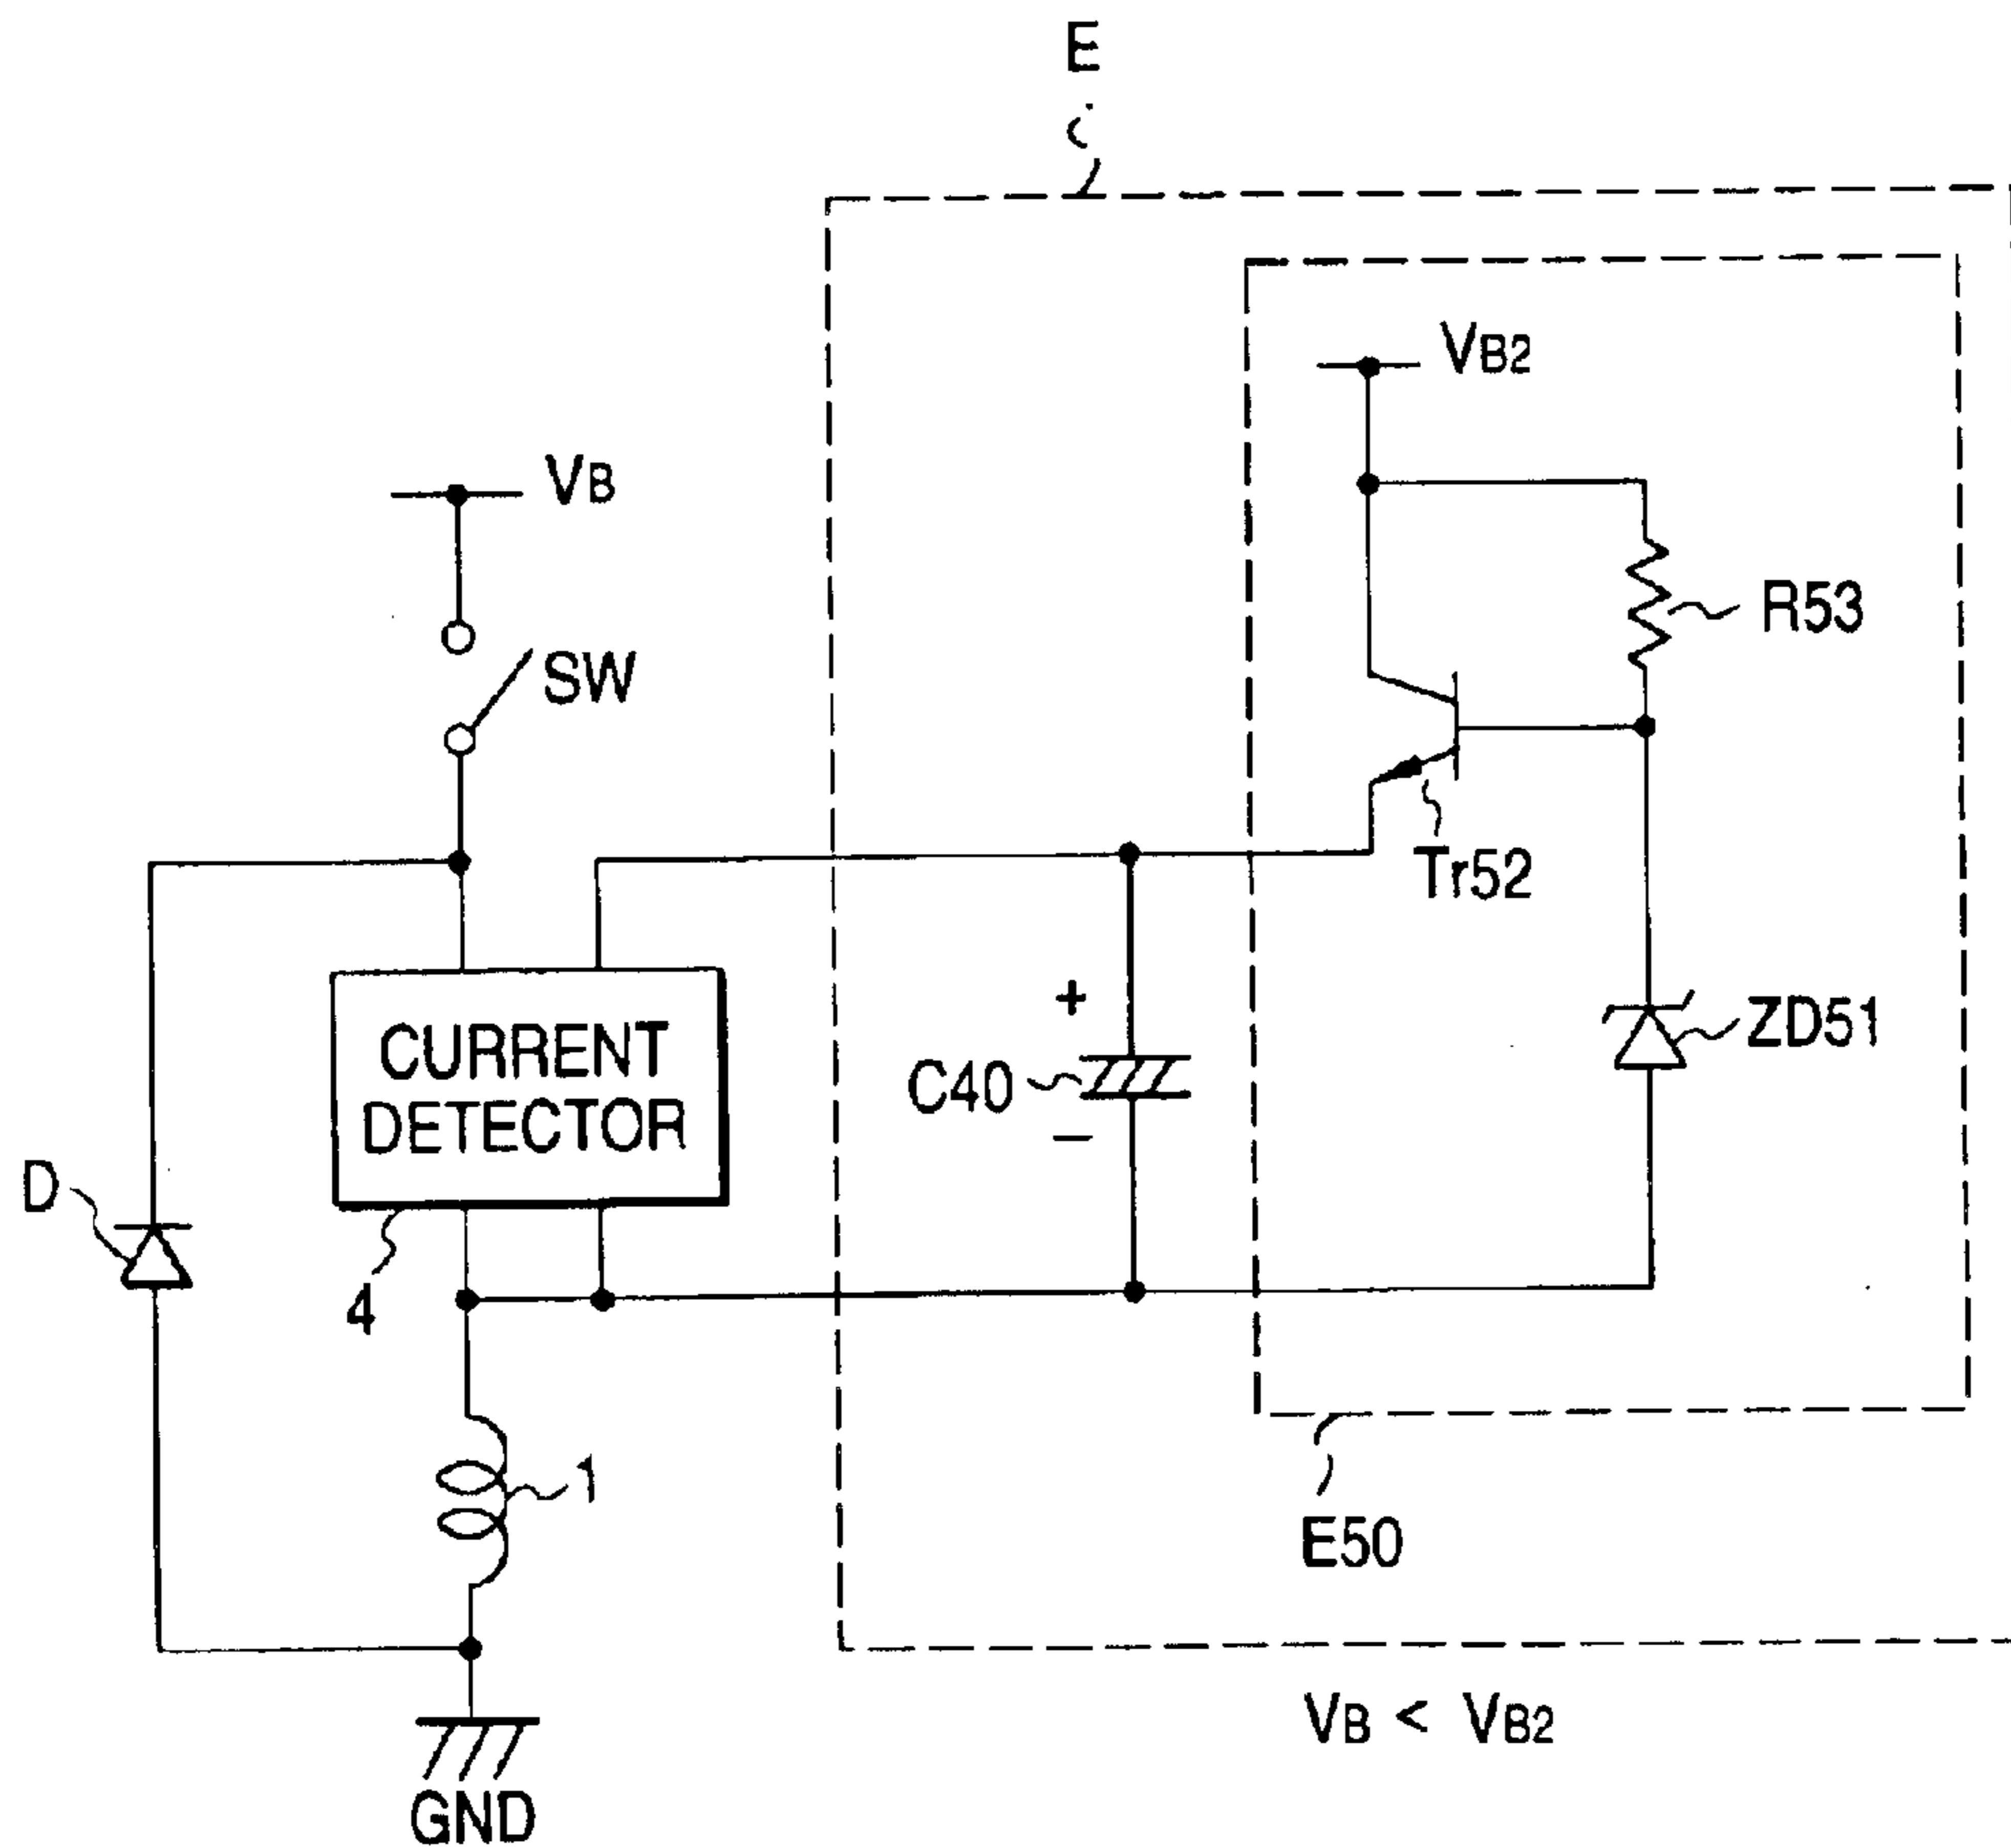 E
VB2
VB
R53
SW
Tr52
+
ZD51
CURRENT
DETECTOR
C40
−
D
4
1
E50
VB < VB2
GND